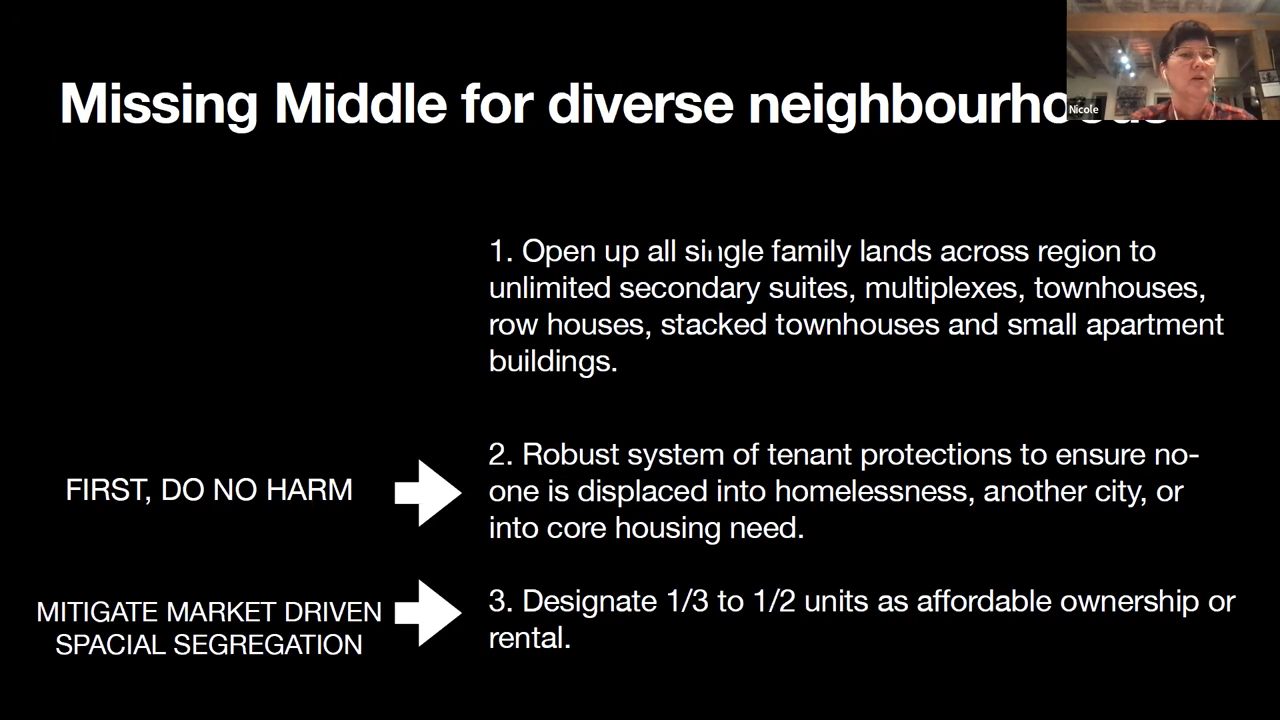 Missing Middle for diverse
Nicole
1. Open up all single family lands across region to
unlimited secondary suites, multiplexes, townhouses,
row houses, stacked townhouses and small apartment
buildings.
FIRST, DO NO HARM
2. Robust system of tenant protections to ensure no-
one is displaced into homelessness, another city, or
into core housing need.
MITIGATE MARKET DRIVEN
SPACIAL SEGREGATION
3. Designate 1/3 to 1/2 units as affordable ownership or
rental.